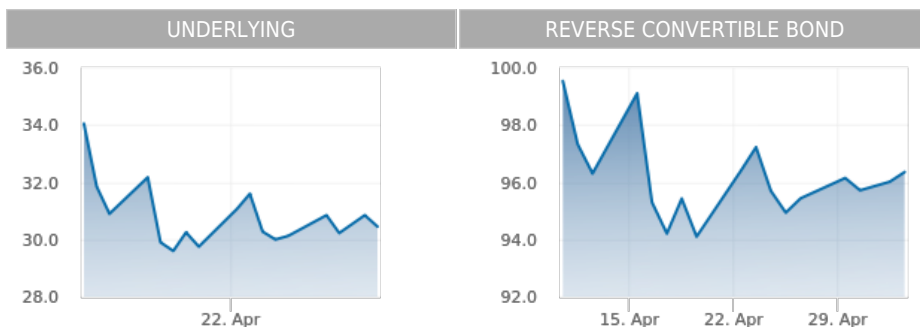 UNDERLYING
36.0
34.0
32.0
30.0
28.0
22. Apr
REVERSE CONVERTIBLE BOND
100.0
98.0
96.0
94.0
92.0
15. Apr 22. Apr 29. Apr